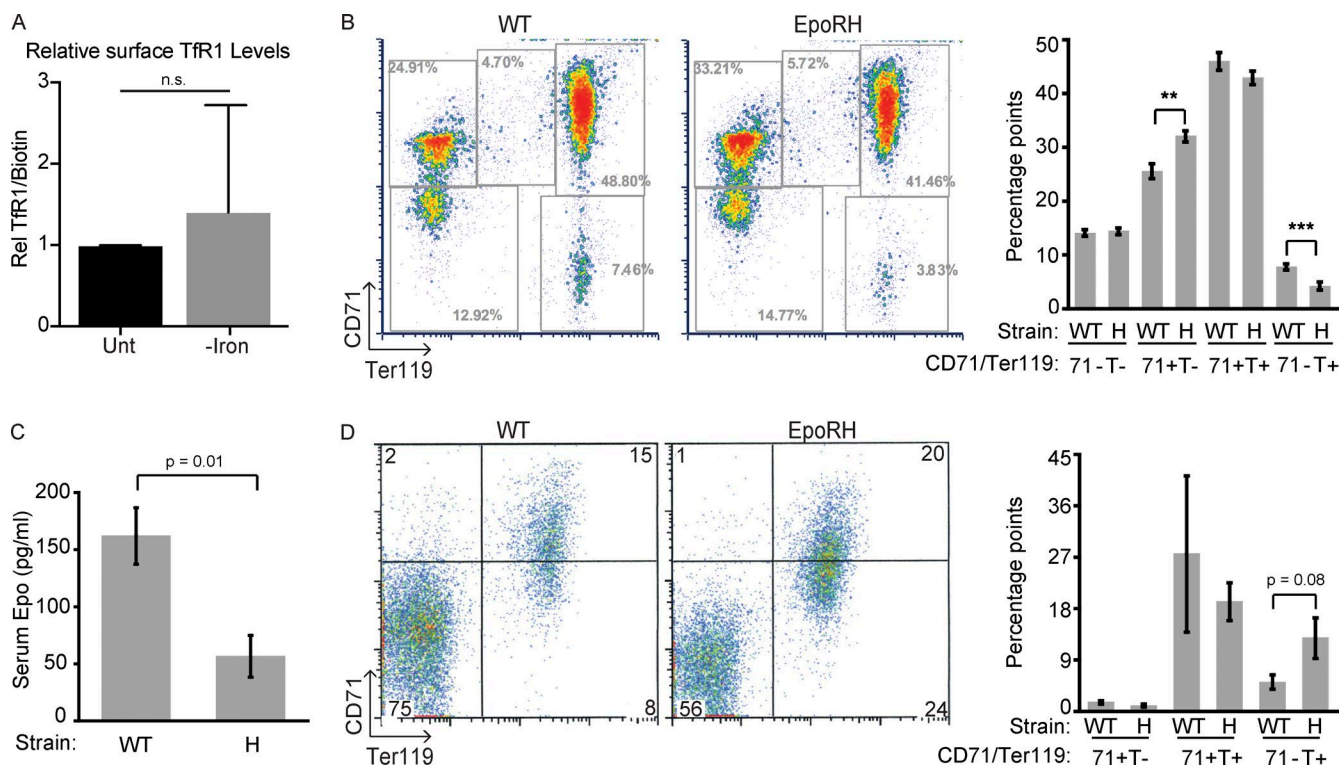 A
Relative surface TfR1 Levels
n.s.
Rel TfR1/Biotin
3
2
1
0
Unt
-Iron
B
WT
EpoRH
24.91%
4.70%
48.80%
7.46%
12.92%
33.21%
5.72%
41.46%
3.83%
14.77%
CD71
Ter119
Percentage points
50
40
30
20
10
0
**
***
Strain: WT H WT H WT H WT H
CD71/Ter119: 71-T- 71+T- 71+T+ 71-T+
C
p = 0.01
Serum Epo (pg/ml)
200
150
100
50
0
Strain: WT H
D
WT
EpoRH
2
15
75
8
1
20
56
24
CD71
Ter119
Percentage points
45
36
27
18
9
0
p = 0.08
Strain: WT H WT H WT H
CD71/Ter119: 71+T- 71+T+ 71-T+